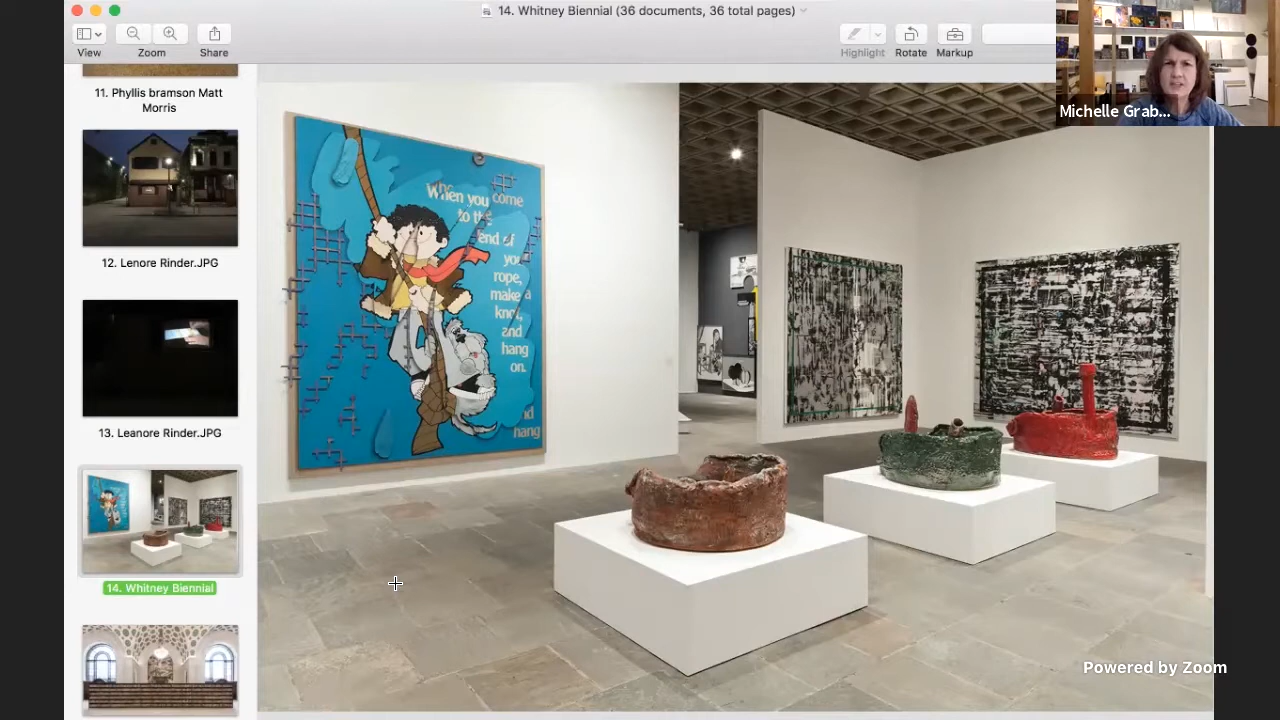 14. Whitney Biennial (36 documents, 36 total pages)
View
Zoom
Share
Highlight
Rotate
Markup
Michelle Grab...
11. Phyllis bramson Matt
Morris
12. Lenore Rinder.JPG
13. Leanore Rinder.JPG
14. Whitney Biennial
When you come
to the
end of
you
rope,
make a
knot,
and
hang
on.
hang
Powered by Zoom